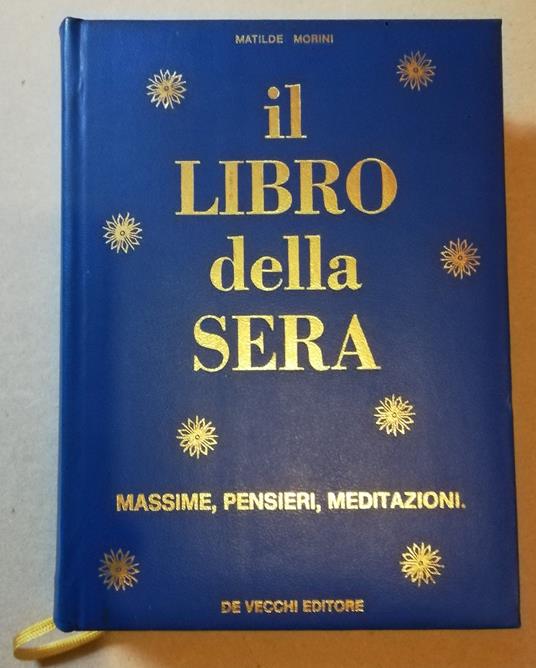 MATILDE MORINI
il
LIBRO
della
SERA
MASSIME, PENSIERI, MEDITAZIONI.
DE VECCHI EDITORE